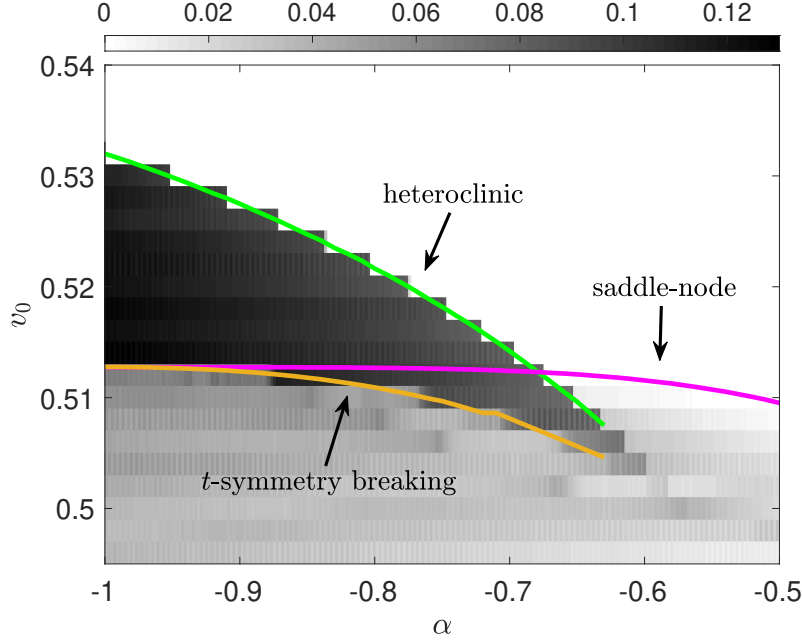 0 0.02 0.04 0.06 0.08 0.1 0.12
0.54
0.53
heteroclinic
0.52
saddle-node
v0
0.51
t-symmetry breaking
0.5
-1 -0.9 -0.8 -0.7 -0.6 -0.5
α